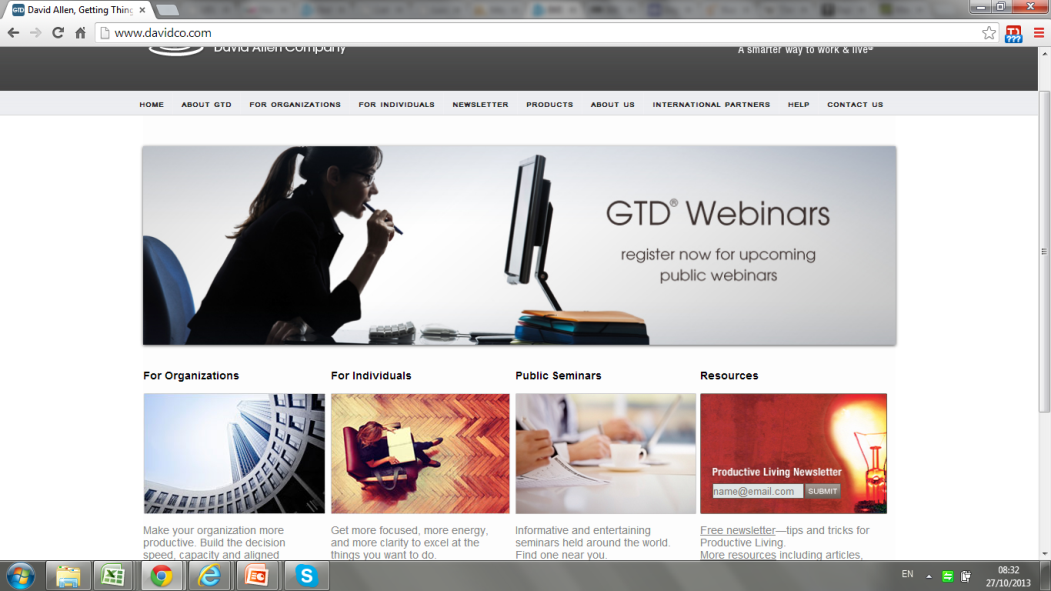 GTD David Allen, Getting Thing
www.davidco.com
David Allen Company
A smarter way to work & live®
HOME ABOUT GTD FOR ORGANIZATIONS FOR INDIVIDUALS NEWSLETTER PRODUCTS ABOUT US INTERNATIONAL PARTNERS HELP CONTACT US
GTD® Webinars
register now for upcoming
public webinars
For Organizations
Make your organization more
productive. Build the decision
speed, capacity and aligned
For Individuals
Get more focused, more energy,
and more clarity to excel at the
things you want to do.
Public Seminars
Informative and entertaining
seminars held around the world.
Find one near you.
Resources
Productive Living Newsletter
name@email.com SUBMIT
Free newsletter—tips and tricks for
Productive Living.
More resources including articles,
EN
08:32
27/10/2013